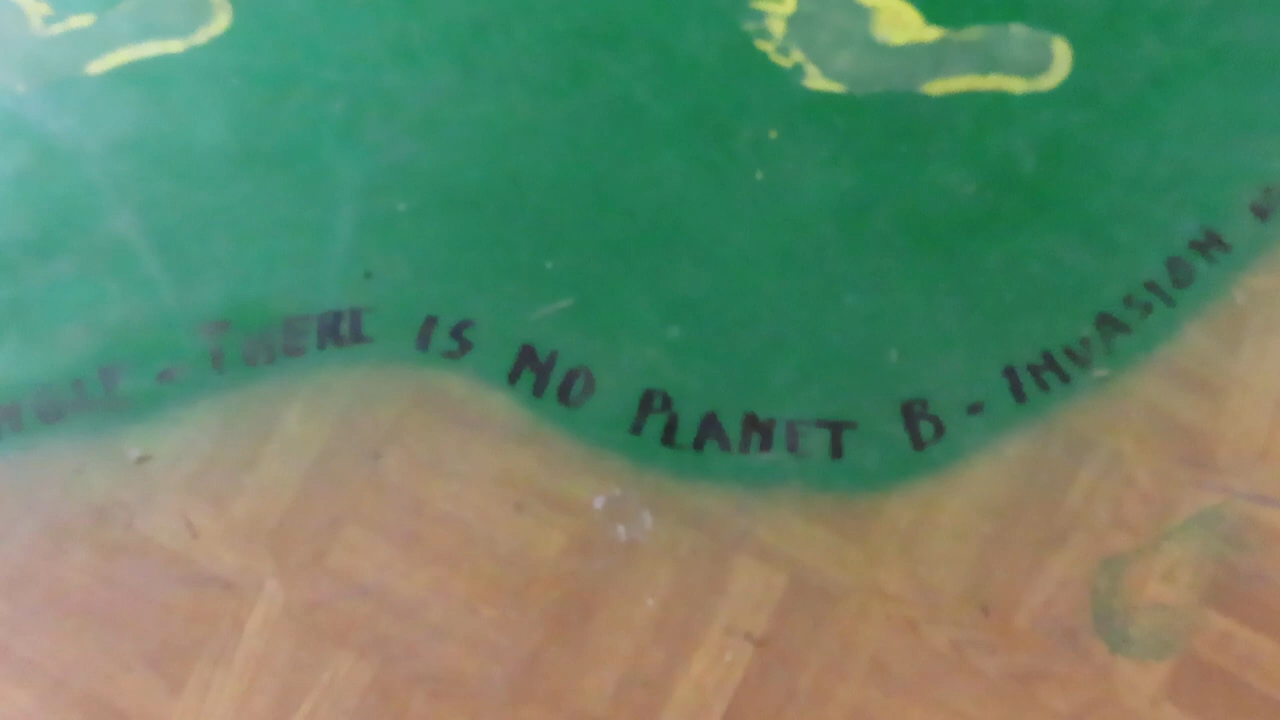 - THERE IS NO PLANET B - INVASION